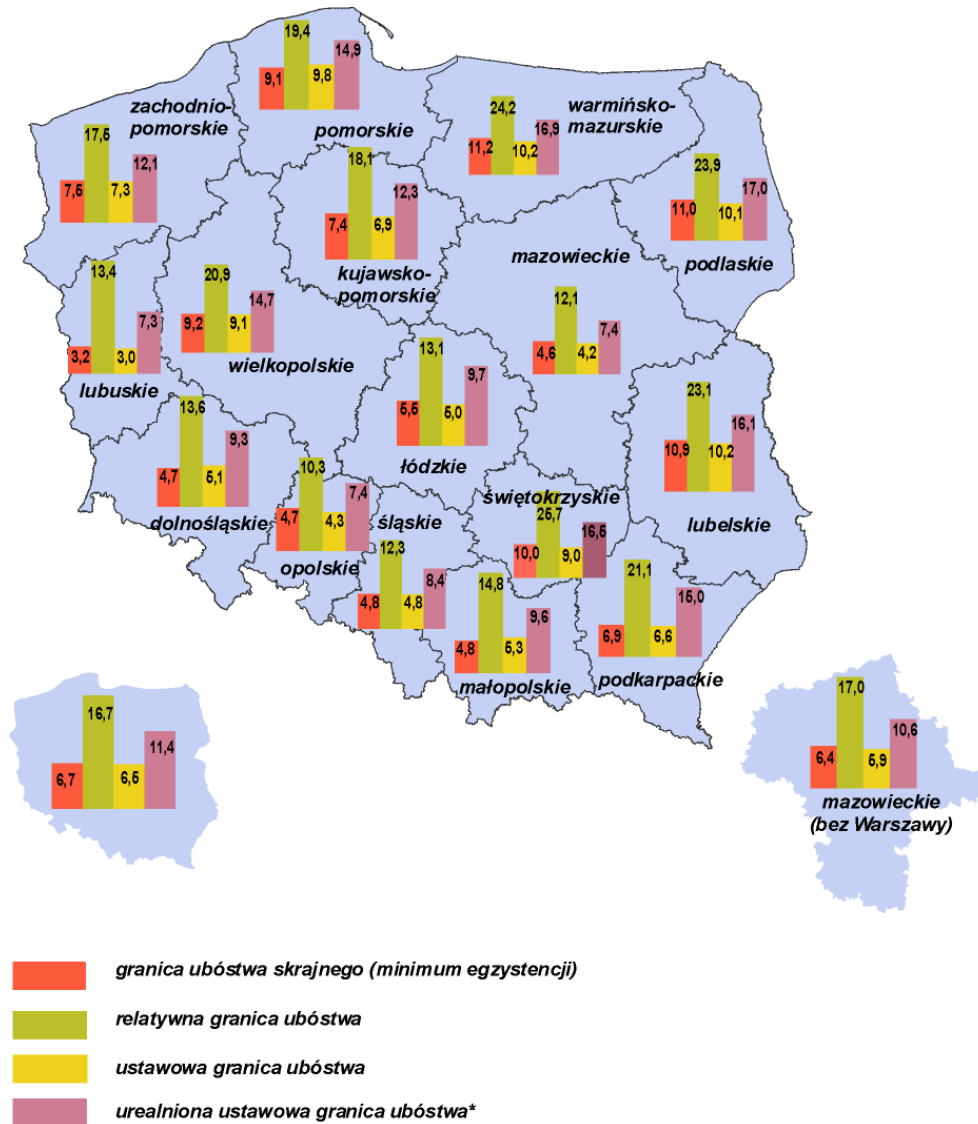 19,4
14,9
9,1
9,8
pomorskie
zachodnio-
pomorskie
17,5
12,1
7,5
7,3
warmińsko-
mazurskie
24,2
16,9
11,2
10,2
18,1
12,3
7,4
6,9
kujawsko-
pomorskie
23,9
17,0
11,0
10,1
podlaskie
mazowieckie
12,1
7,4
4,6
4,2
13,4
7,3
3,2
3,0
lubuskie
20,9
14,7
9,2
9,1
wielkopolskie
13,1
9,7
5,5
5,0
łódzkie
23,1
16,1
10,9
10,2
lubelskie
13,6
9,3
4,7
5,1
dolnośląskie
10,3
7,4
4,7
4,3
opolskie
śląskie
12,3
8,4
4,8
4,8
świętokrzyskie
25,7
16,5
10,0
9,0
14,8
9,6
4,8
5,3
małopolskie
21,1
15,0
6,9
6,6
podkarpackie
16,7
11,4
6,7
6,5
17,0
10,6
6,4
5,9
mazowieckie
(bez Warszawy)
granica ubóstwa skrajnego (minimum egzystencji)
relatywna granica ubóstwa
ustawowa granica ubóstwa
urealniona ustawowa granica ubóstwa*